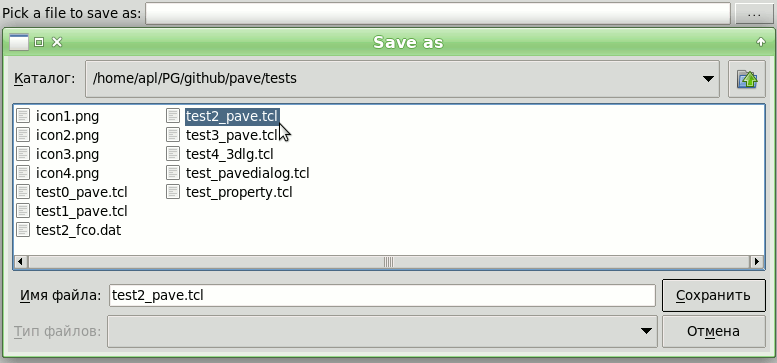 Pick a file to save as: ...
Save as
Каталог: /home/apl/PG/github/pave/tests
icon1.png test2_pave.tcl
icon2.png test3_pave.tcl
icon3.png test4_3dlg.tcl
icon4.png test_pavedialog.tcl
test0_pave.tcl test_property.tcl
test1_pave.tcl
test2_fco.dat
Имя файла: test2_pave.tcl Сохранить
Тип файлов: Отмена